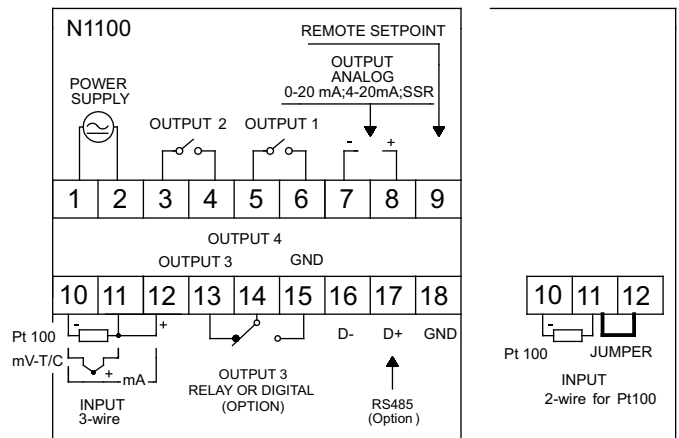 N1100
REMOTE SETPOINT
OUTPUT
ANALOG
0-20 mA;4-20mA;SSR
POWER
SUPPLY
OUTPUT 2
OUTPUT 1
-
+
1 2 3 4 5 6 7 8 9
OUTPUT 4
OUTPUT 3
GND
10 11 12 13 14 15 16 17 18
Pt 100
-
+
D-
D+
GND
mV-T/C
+
mA
INPUT
3-wire
OUTPUT 3
RELAY OR DIGITAL
(OPTION)
RS485
(Option )
10 11 12
-
Pt 100
JUMPER
INPUT
2-wire for Pt100